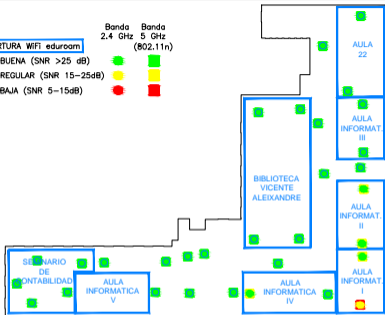 Banda Banda
2.4 GHz 5 GHz
(802.11n)
RTURA WiFi eduroam
BUENA (SNR >25 dB)
REGULAR (SNR 15-25dB)
BAJA (SNR 5-15dB)
AULA
22
AULA
INFORMAT.
III
BIBLIOTECA
VICENTE
ALEIXANDRE
AULA
INFORMAT.
II
SEMINARIO
DE
CONTABILIDAD
AULA
INFORMATICA
V
AULA
INFORMATICA
IV
AULA
INFORMAT.
I